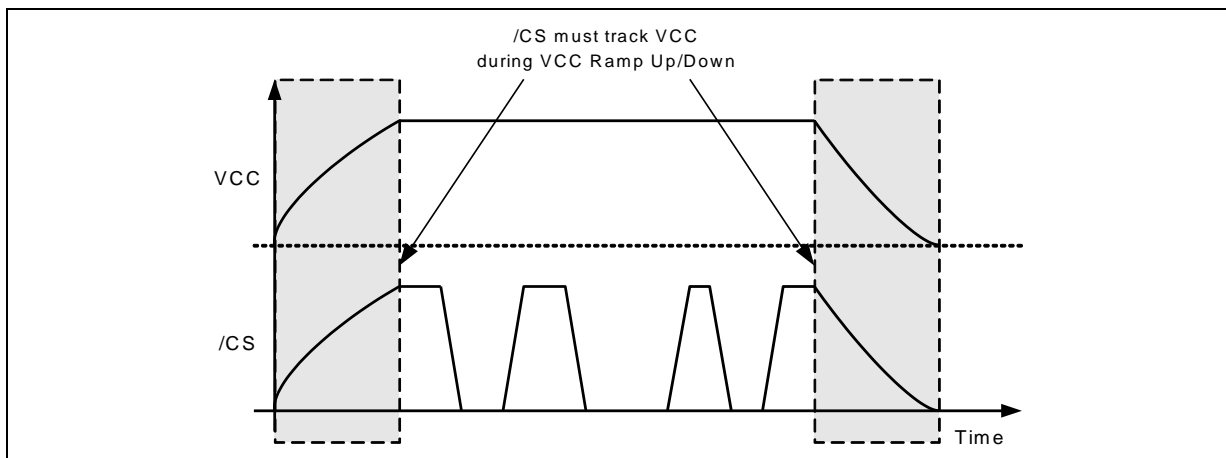 /CS must track VCC
during VCC Ramp Up/Down
VCC
/CS
Time